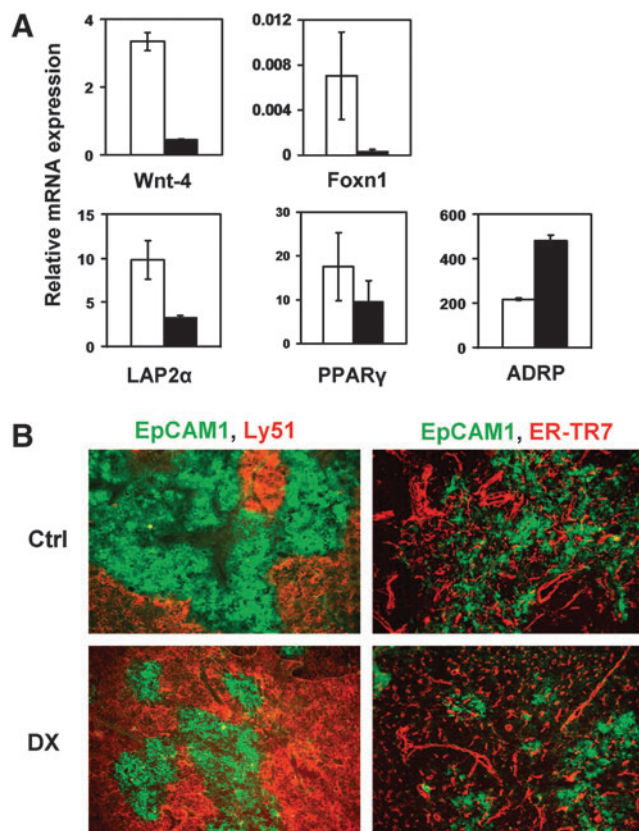 A
Relative mRNA expression
4
2
0
Wnt-4
0.012
0.008
0.004
0
Foxn1
15
10
5
0
LAP2α
30
20
10
0
PPARγ
600
400
200
0
ADRP
B
EpCAM1, Ly51
EpCAM1, ER-TR7
Ctrl
DX